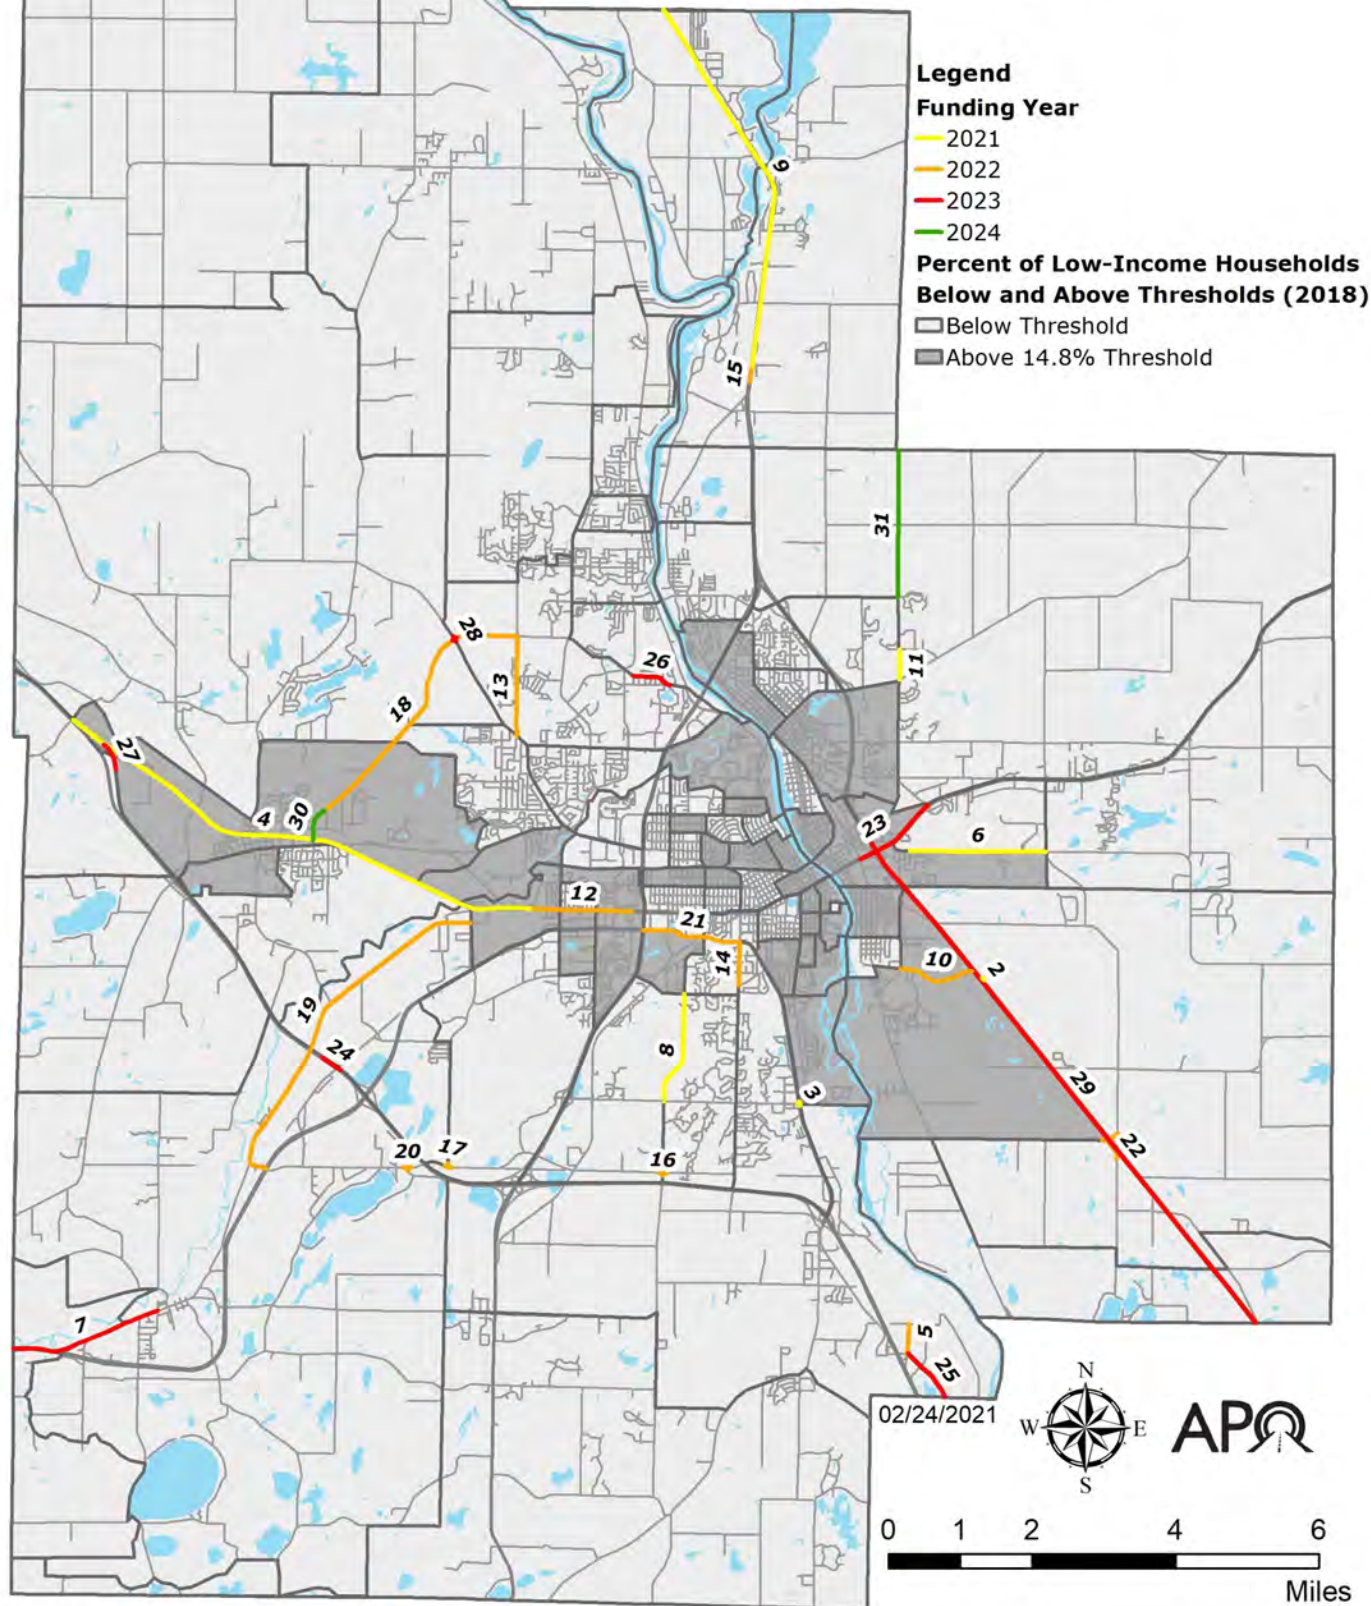 Legend
Funding Year
2021
2022
2023
2024
Percent of Low-Income Households
Below and Above Thresholds (2018)
Below Threshold
Above 14.8% Threshold
9
15
31
11
28
26
13
18
27
4
30
23
6
12
21
14
10
2
19
8
24
3
29
22
20
17
16
7
5
25
02/24/2021
N
W
E
S
APO
0 1 2 4 6
Miles